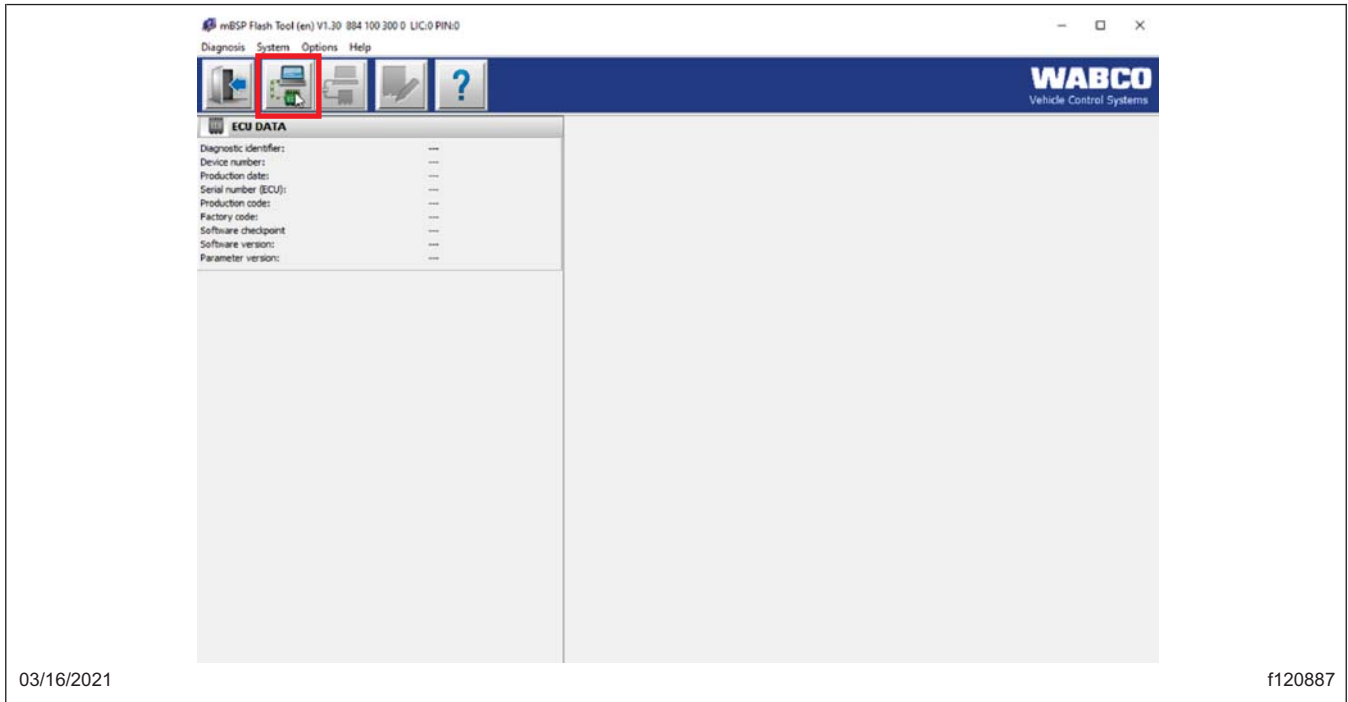 mBSP Flash Tool (en) V1.30 884 100 300 0 LIC:0 PIN:0
Diagnosis System Options Help
?
WABCO
Vehicle Control Systems
ECU DATA
Diagnostic identifier: ---
Device number: ---
Production date: ---
Serial number (ECU): ---
Production code: ---
Factory code: ---
Software checkpoint ---
Software version: ---
Parameter version: ---
03/16/2021
f120887